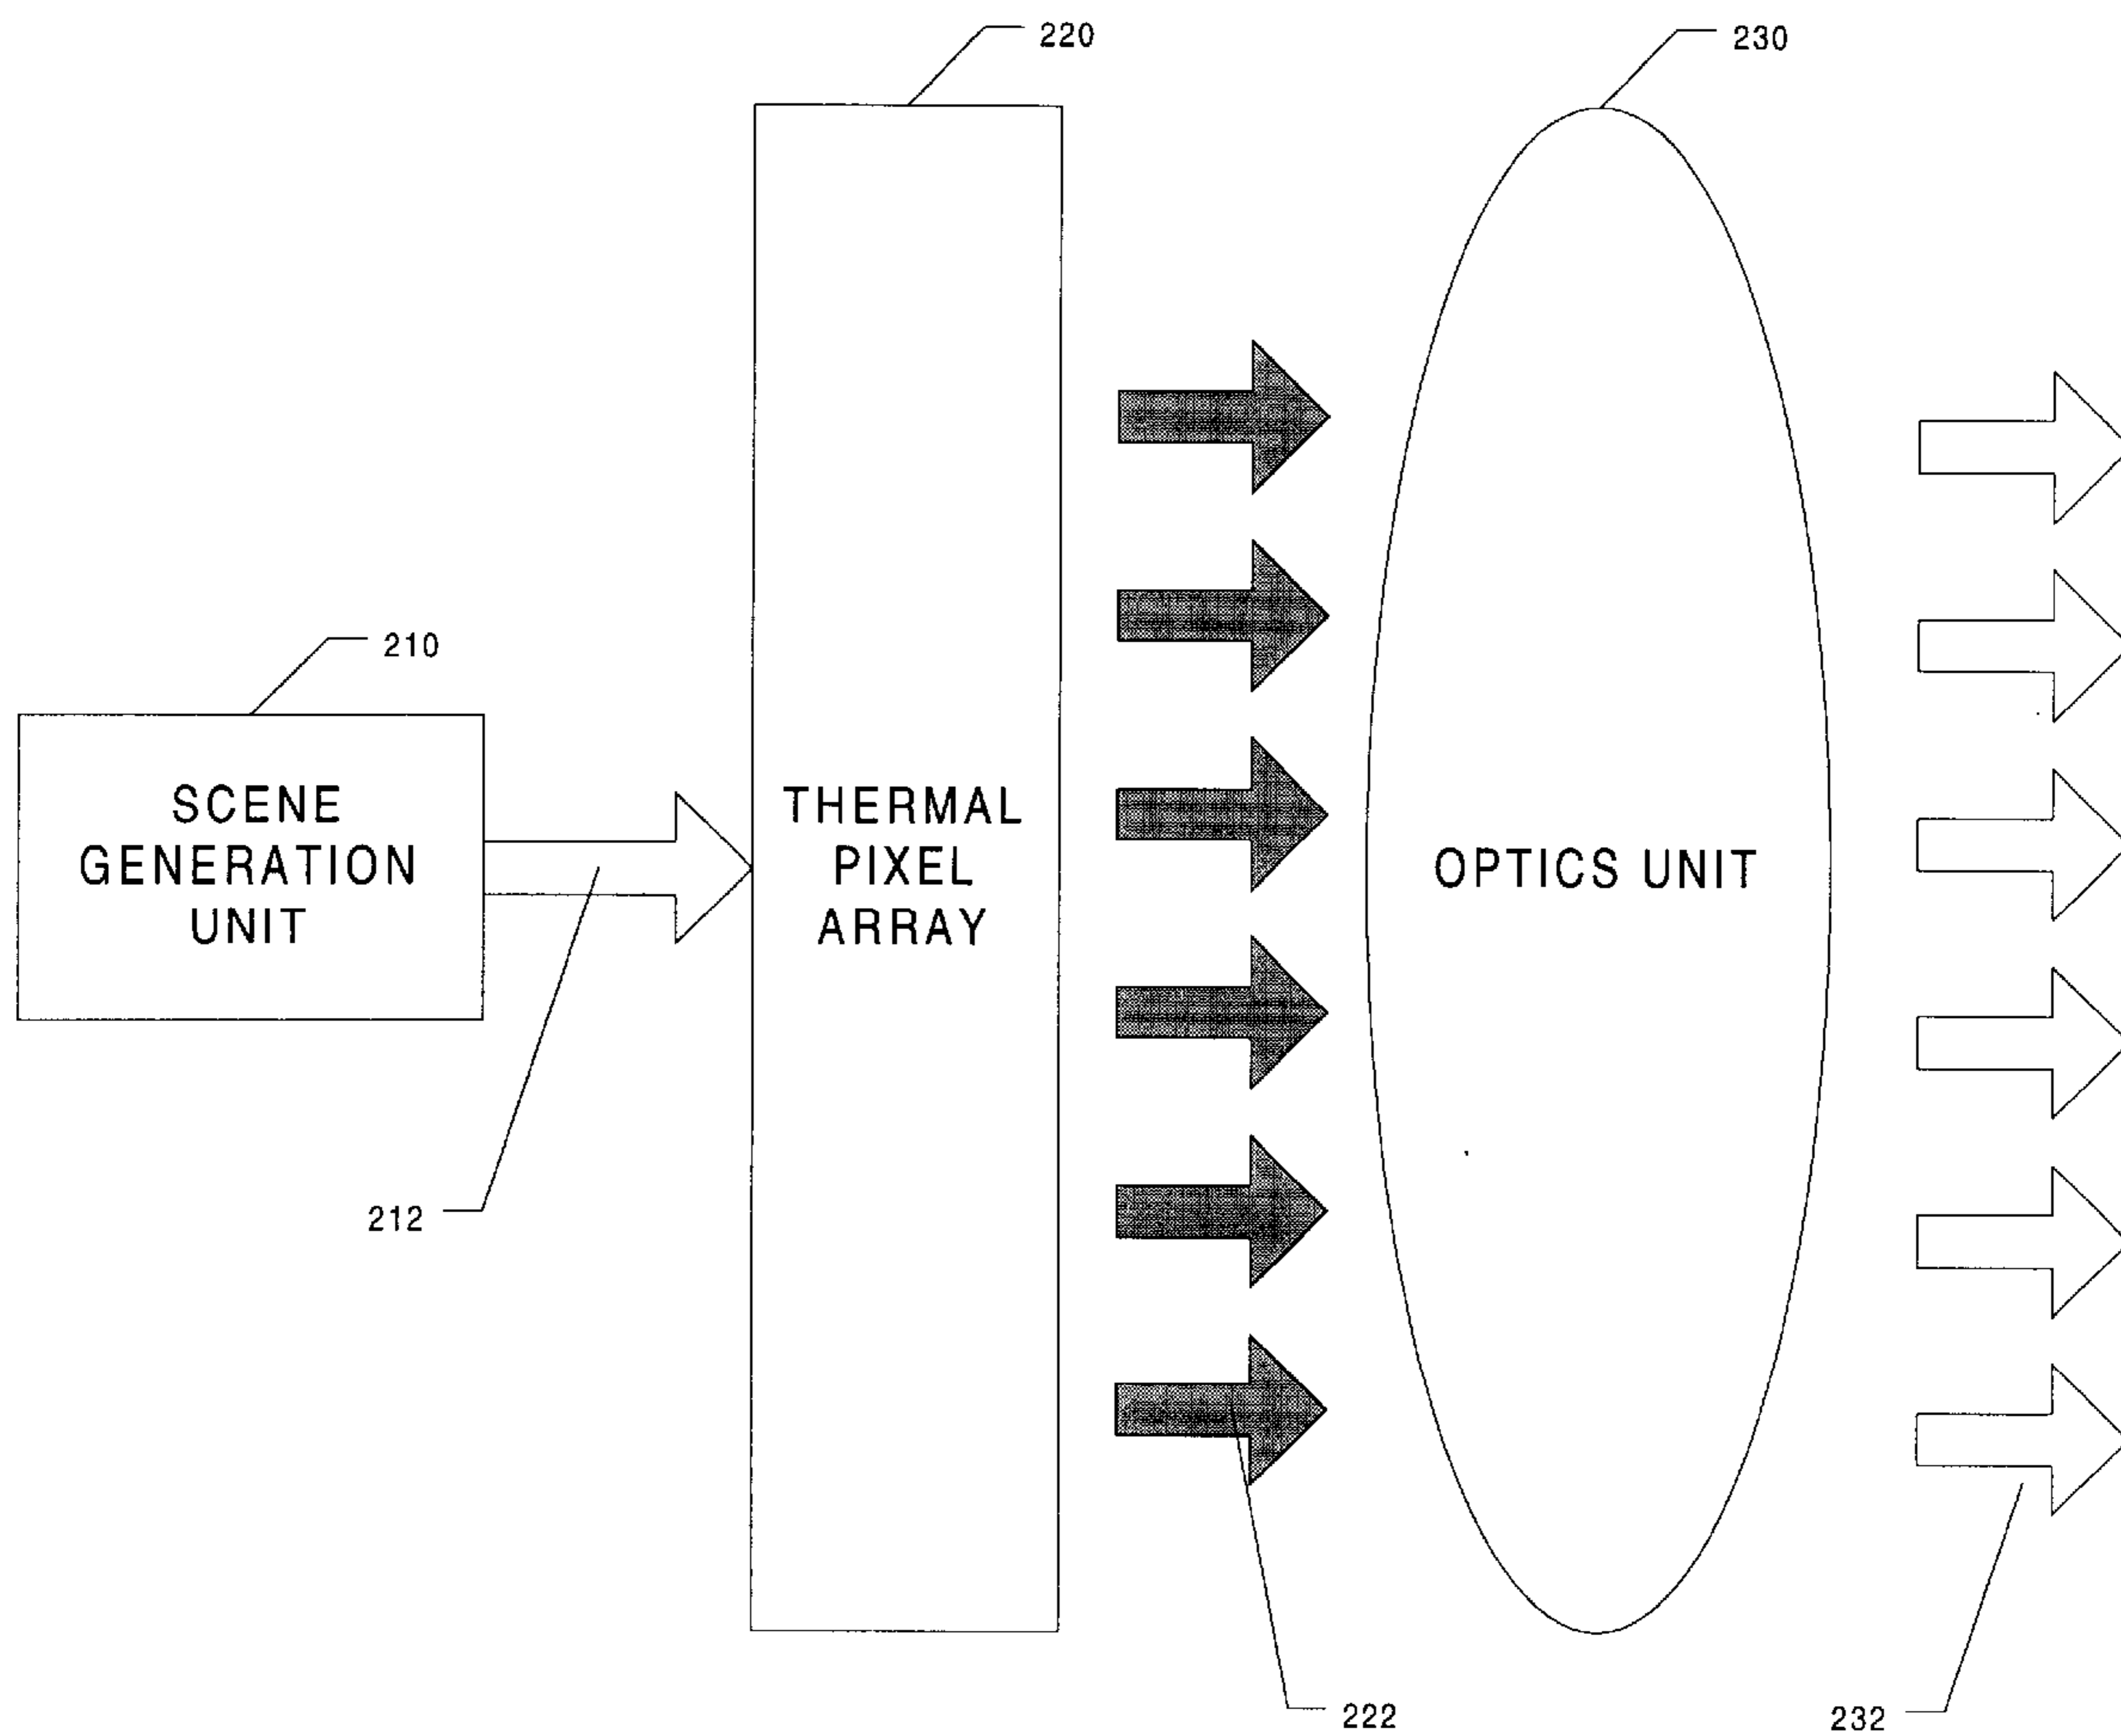 220
230
210
SCENE
GENERATION
UNIT
THERMAL
PIXEL
ARRAY
OPTICS UNIT
212
222
232